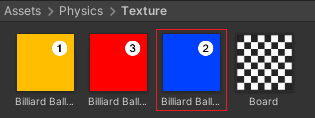 Assets > Physics > Texture
1
3
2
Billiard Ball...
Billiard Ball...
Billiard Ball...
Board